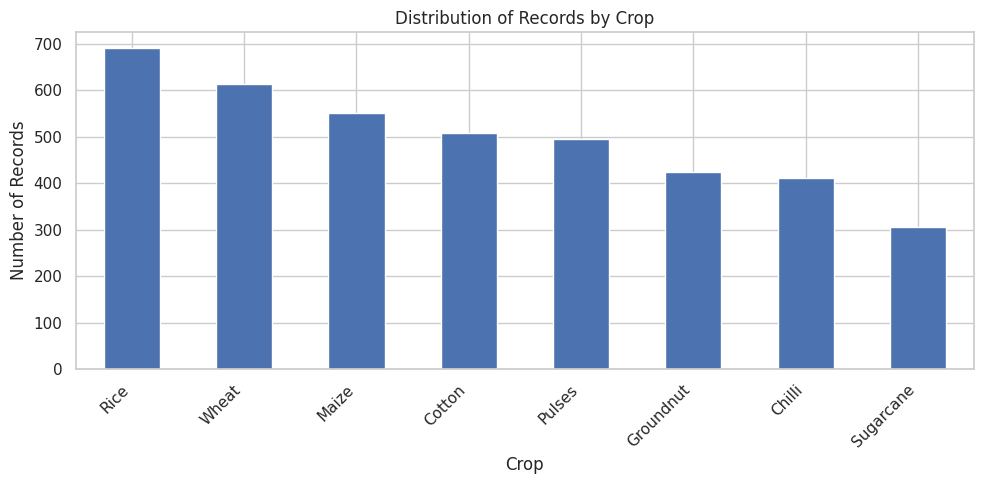 Distribution of Records by Crop
Number of Records
700
600
500
400
300
200
100
0
Rice
Wheat
Maize
Cotton
Pulses
Groundnut
Chilli
Sugarcane
Crop